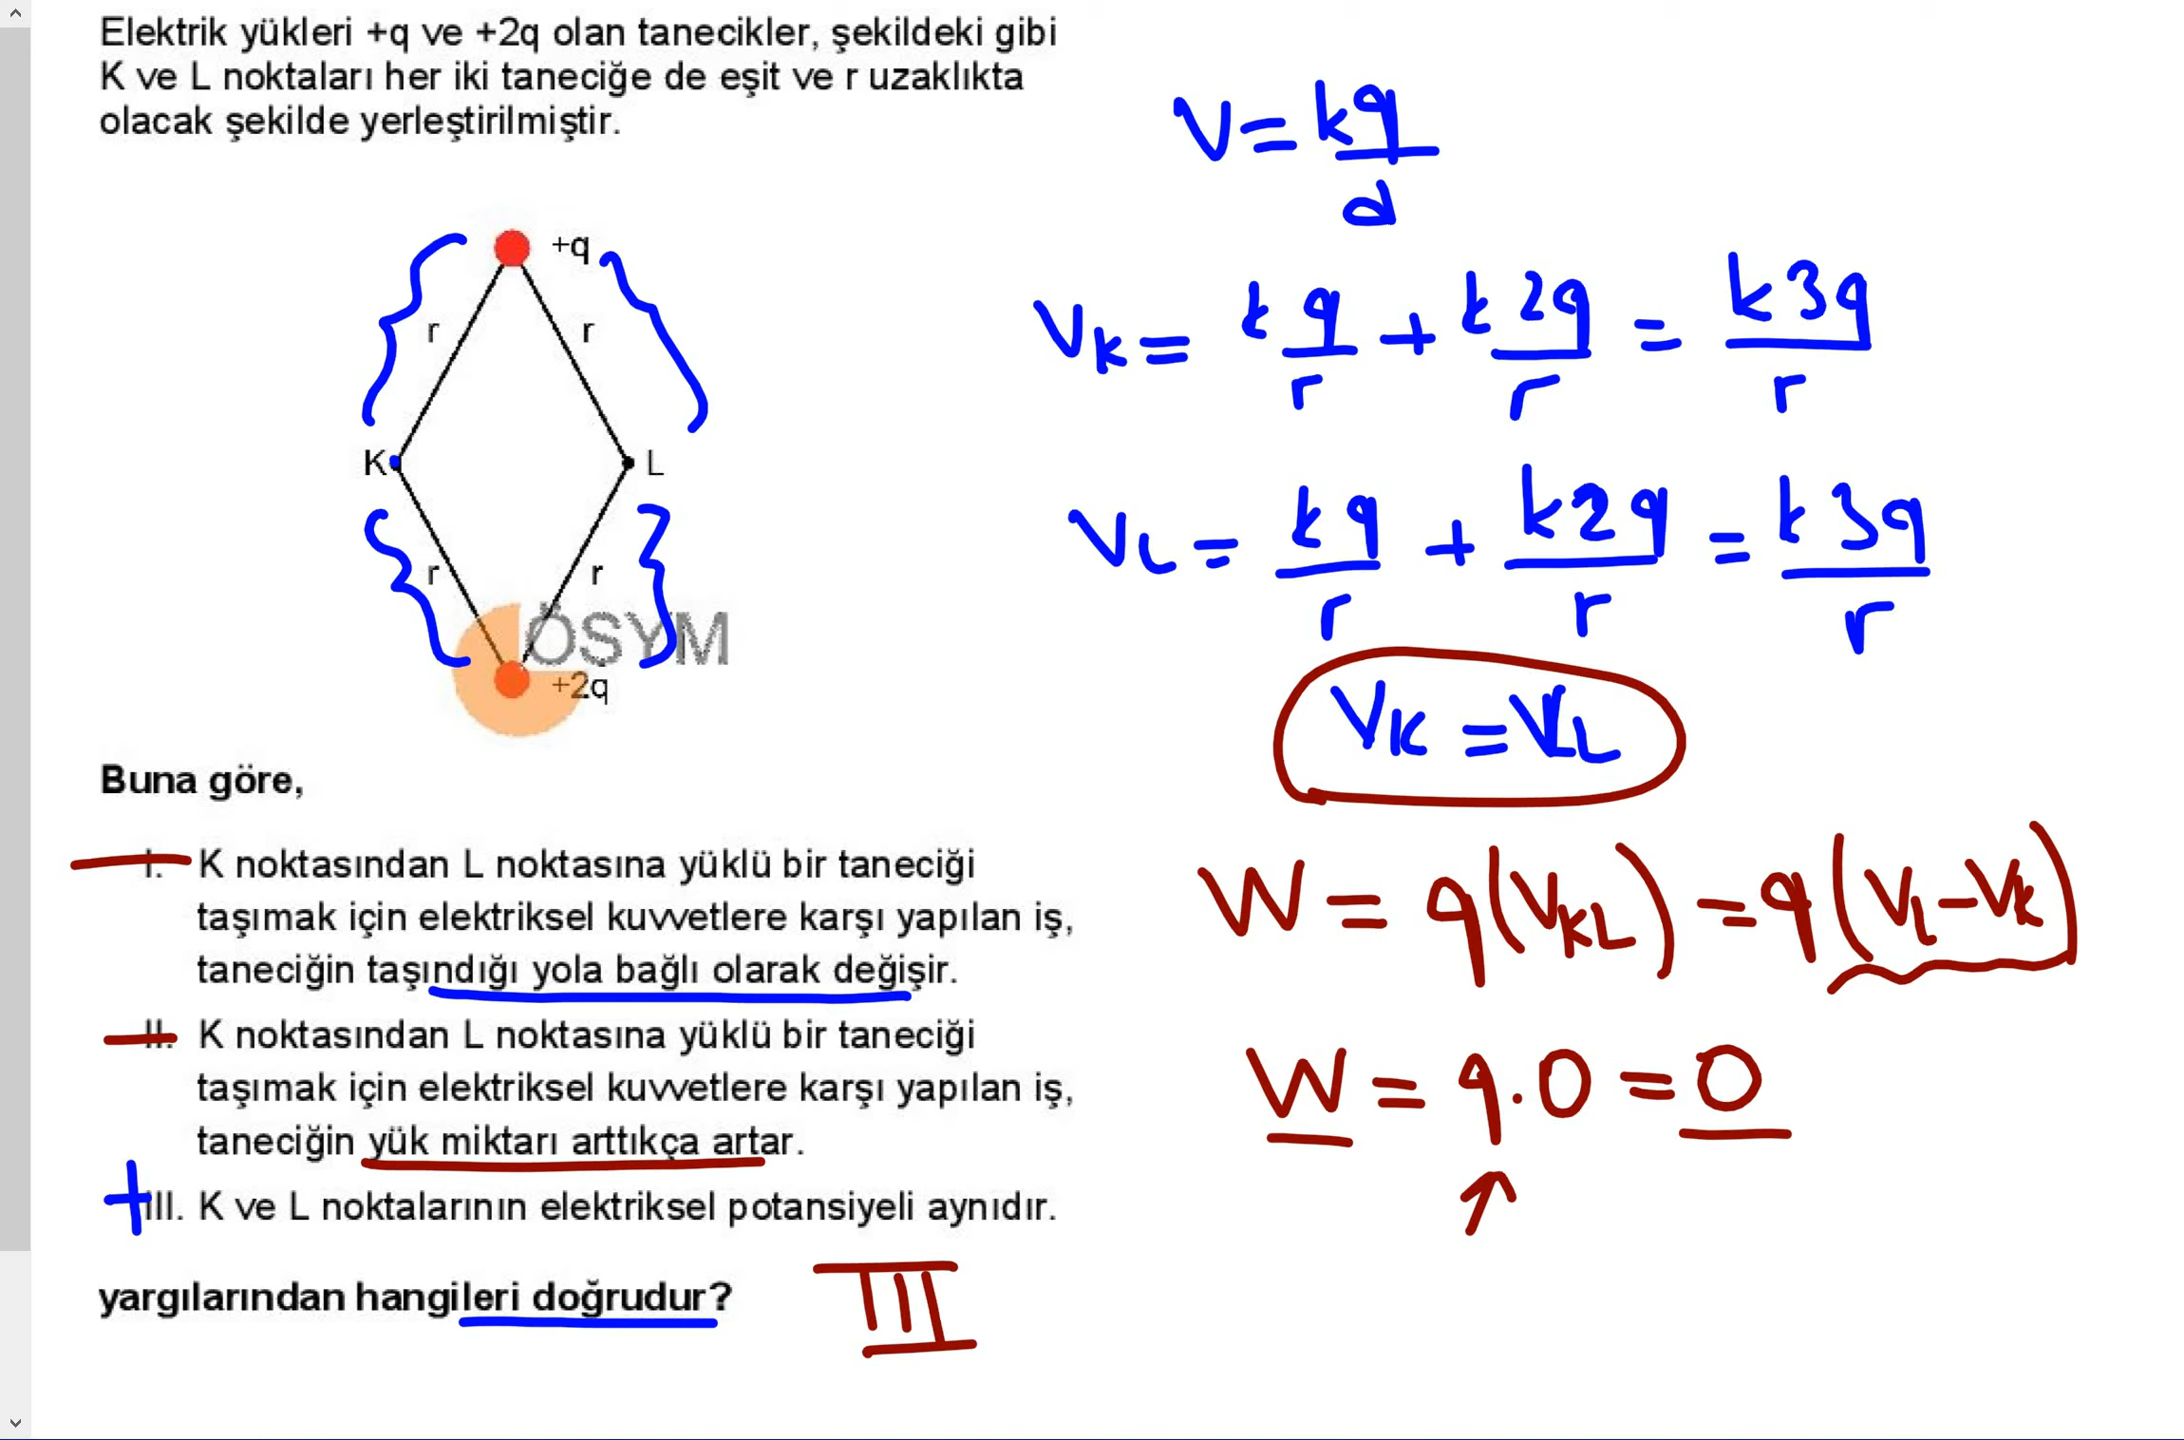 Elektrik yükleri +q ve +2q olan tanecikler, şekildeki gibi
K ve L noktaları her iki taneciğe de eşit ve r uzaklıkta
olacak şekilde yerleştirilmiştir.
+q
r
r
K
L
r
r
ÖSYM
+2q
Buna göre,
I. K noktasından L noktasına yüklü bir taneciği
taşımak için elektriksel kuvvetlere karşı yapılan iş,
taneciğin taşındığı yola bağlı olarak değişir.
II. K noktasından L noktasına yüklü bir taneciği
taşımak için elektriksel kuvvetlere karşı yapılan iş,
taneciğin yük miktarı arttıkça artar.
+ III. K ve L noktalarının elektriksel potansiyeli aynıdır.
yargılarından hangileri doğrudur?
III
V = kq/d
VK = kq/r + k2q/r = k3q/r
VL = kq/r + k2q/r = k3q/r
VK = VL
W = q(VKL) = q(VL - VK)
W = q.0 = 0